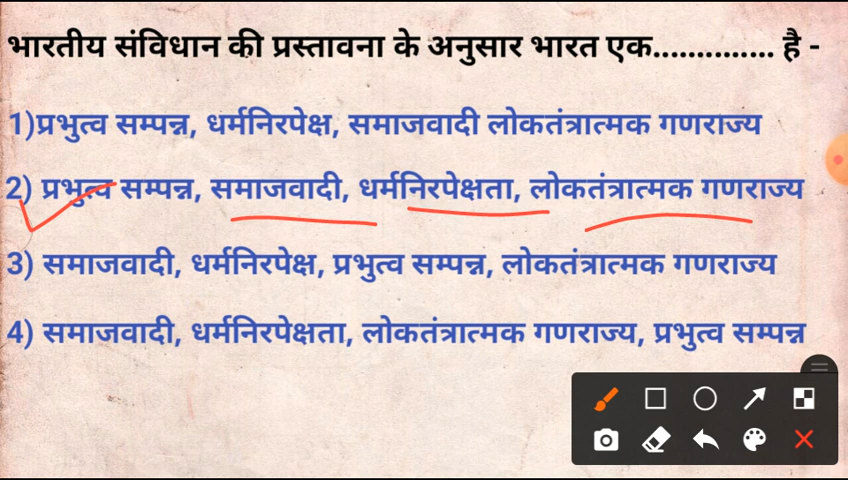 भारतीय संविधान की प्रस्तावना के अनुसार भारत एक.............. है -
1)प्रभुत्व सम्पन्न, धर्मनिरपेक्ष, समाजवादी लोकतंत्रात्मक गणराज्य
2) प्रभुत्व सम्पन्न, समाजवादी, धर्मनिरपेक्षता, लोकतंत्रात्मक गणराज्य
3) समाजवादी, धर्मनिरपेक्ष, प्रभुत्व सम्पन्न, लोकतंत्रात्मक गणराज्य
4) समाजवादी, धर्मनिरपेक्षता, लोकतंत्रात्मक गणराज्य, प्रभुत्व सम्पन्न